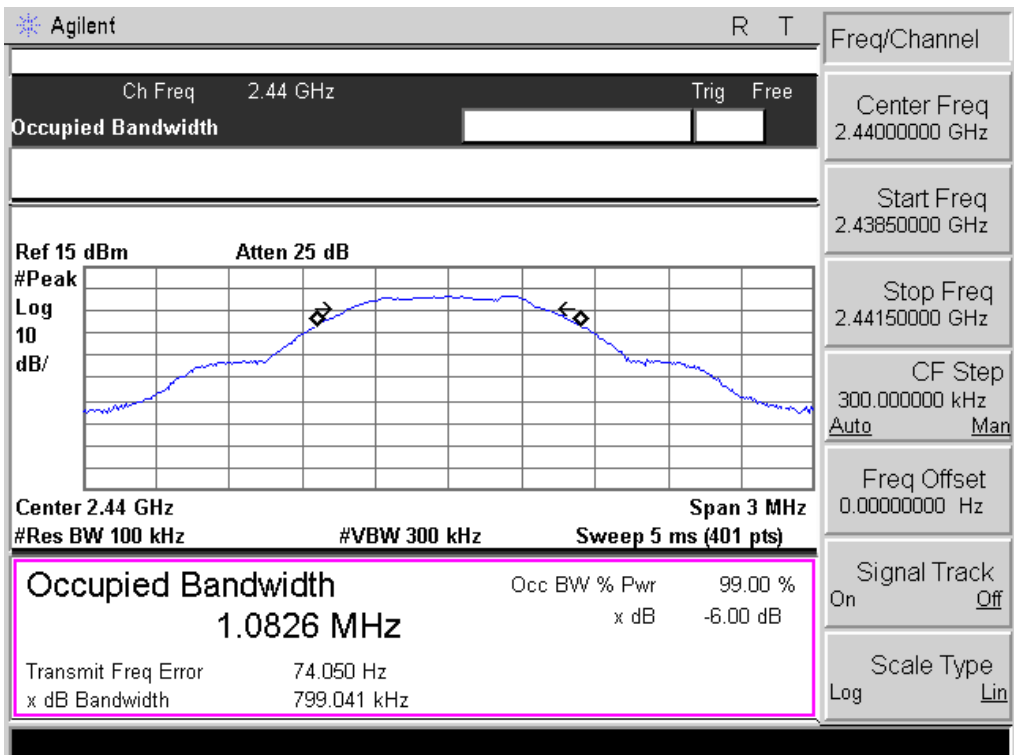 Agilent R T
Ch Freq 2.44 GHz Trig Free
Occupied Bandwidth
Ref 15 dBm Atten 25 dB
#Peak
Log
10
dB/
Center 2.44 GHz Span 3 MHz
#Res BW 100 kHz #VBW 300 kHz Sweep 5 ms (401 pts)
Occupied Bandwidth
1.0826 MHz
Occ BW % Pwr 99.00 %
x dB -6.00 dB
Transmit Freq Error 74.050 Hz
x dB Bandwidth 799.041 kHz
Freq/Channel
Center Freq
2.44000000 GHz
Start Freq
2.43850000 GHz
Stop Freq
2.44150000 GHz
CF Step
300.000000 kHz
Auto Man
Freq Offset
0.00000000 Hz
Signal Track
On Off
Scale Type
Log Lin